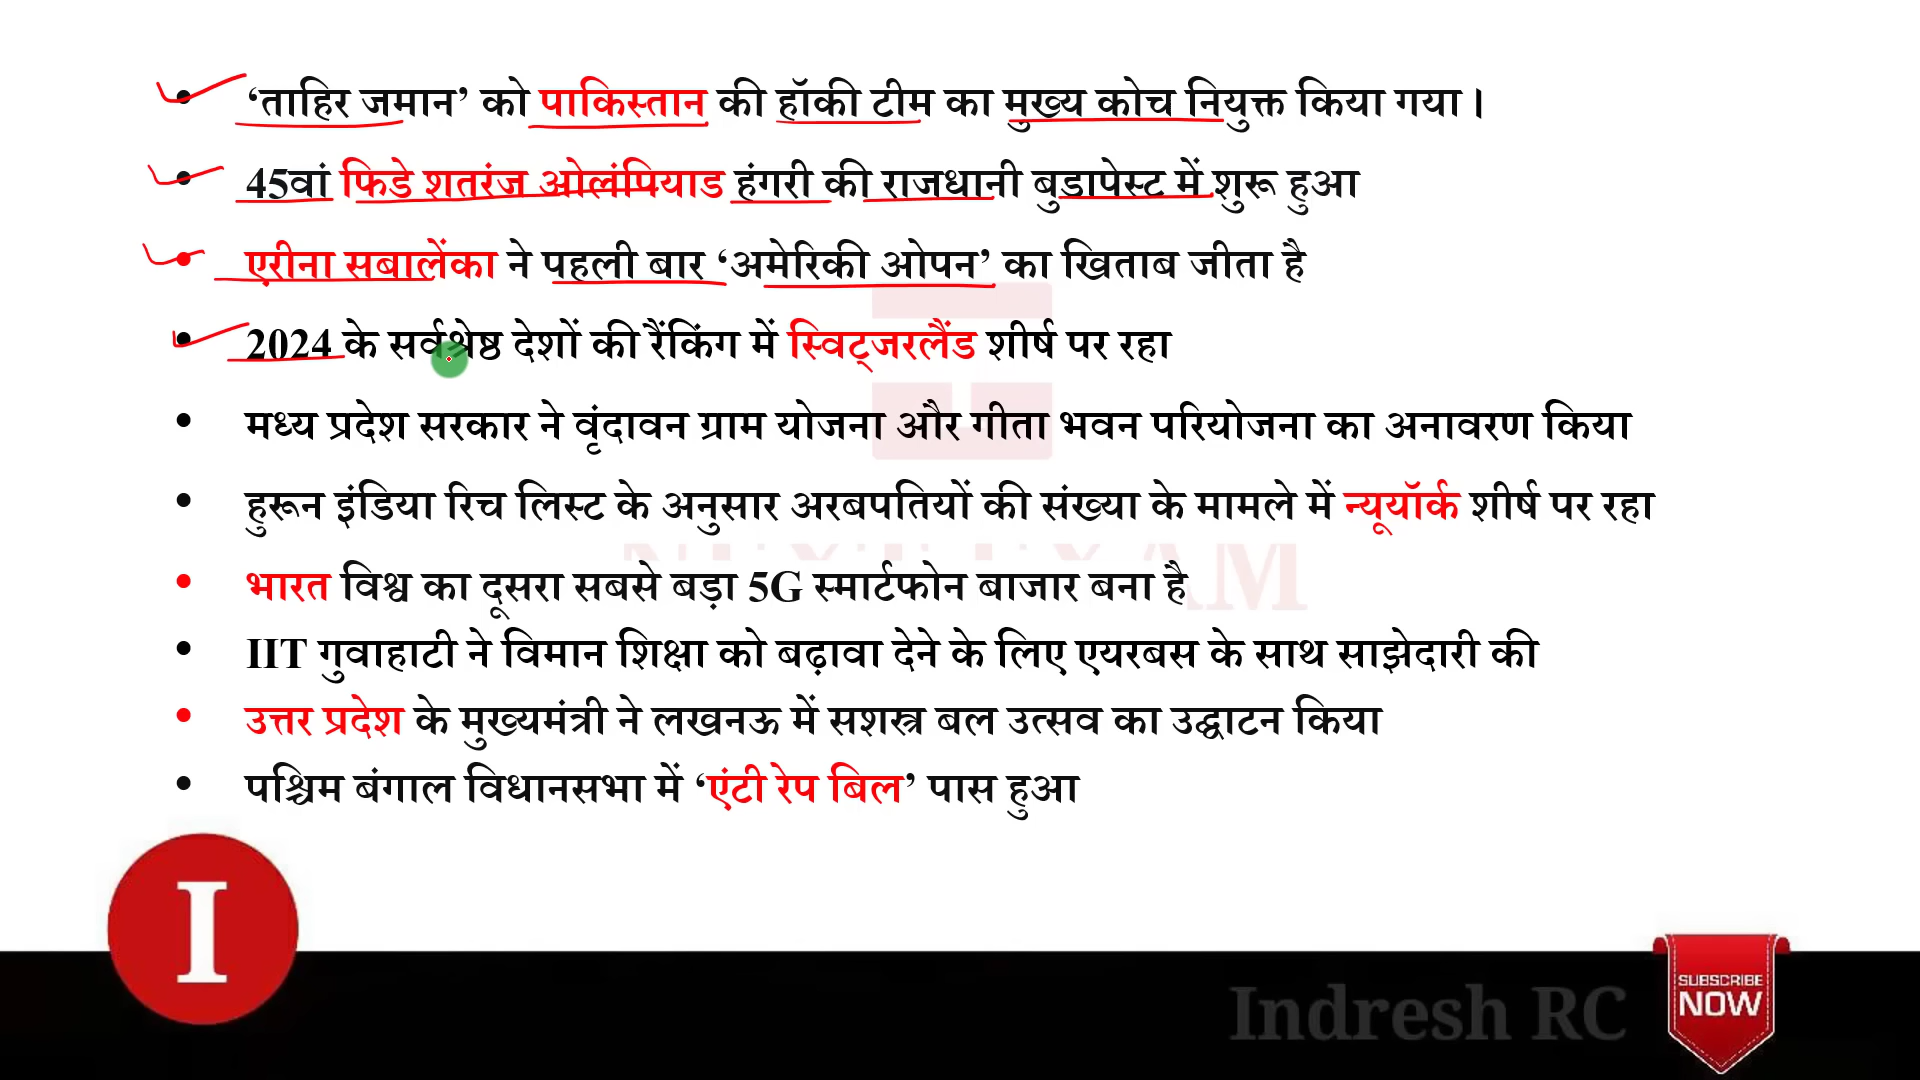 • ‘ताहिर जमान’ को पाकिस्तान की हॉकी टीम का मुख्य कोच नियुक्त किया गया।
• 45वां फिडे शतरंज ओलंपियाड हंगरी की राजधानी बुडापेस्ट में शुरू हुआ
• एरीना सबालेंका ने पहली बार ‘अमेरिकी ओपन’ का खिताब जीता है
• 2024 के सर्वश्रेष्ठ देशों की रैंकिंग में स्विट्जरलैंड शीर्ष पर रहा
• मध्य प्रदेश सरकार ने वृंदावन ग्राम योजना और गीता भवन परियोजना का अनावरण किया
• हुरून इंडिया रिच लिस्ट के अनुसार अरबपतियों की संख्या के मामले में न्यूयॉर्क शीर्ष पर रहा
• भारत विश्व का दूसरा सबसे बड़ा 5G स्मार्टफोन बाजार बना है
NEXT EXAM
• IIT गुवाहाटी ने विमान शिक्षा को बढ़ावा देने के लिए एयरबस के साथ साझेदारी की
• उत्तर प्रदेश के मुख्यमंत्री ने लखनऊ में सशस्त्र बल उत्सव का उद्घाटन किया
• पश्चिम बंगाल विधानसभा में ‘एंटी रेप बिल’ पास हुआ
I
Indresh RC
SUBSCRIBE
NOW